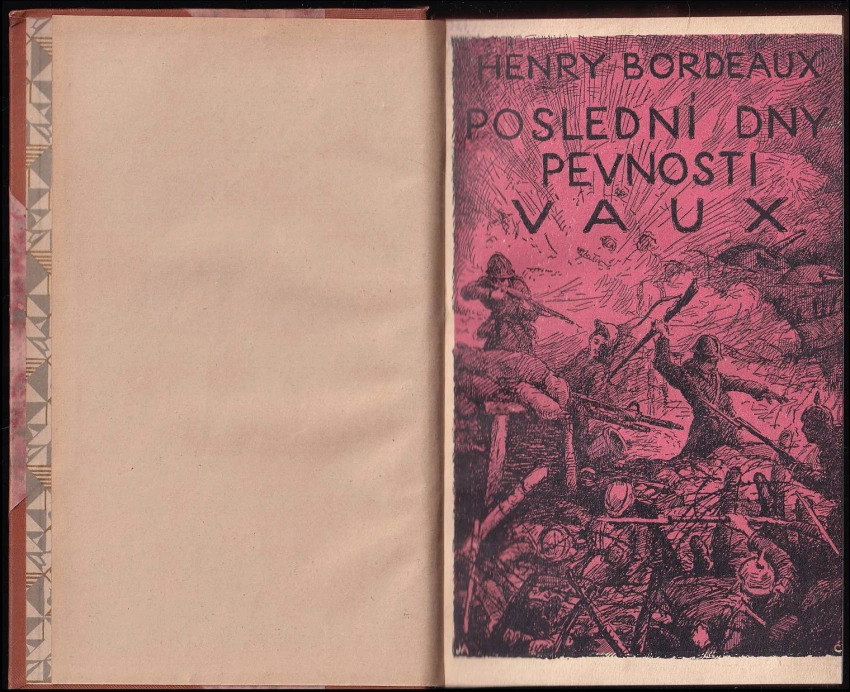 HENRY BORDEAUX
POSLEDNÍ DNY
PEVNOSTI
VAUX